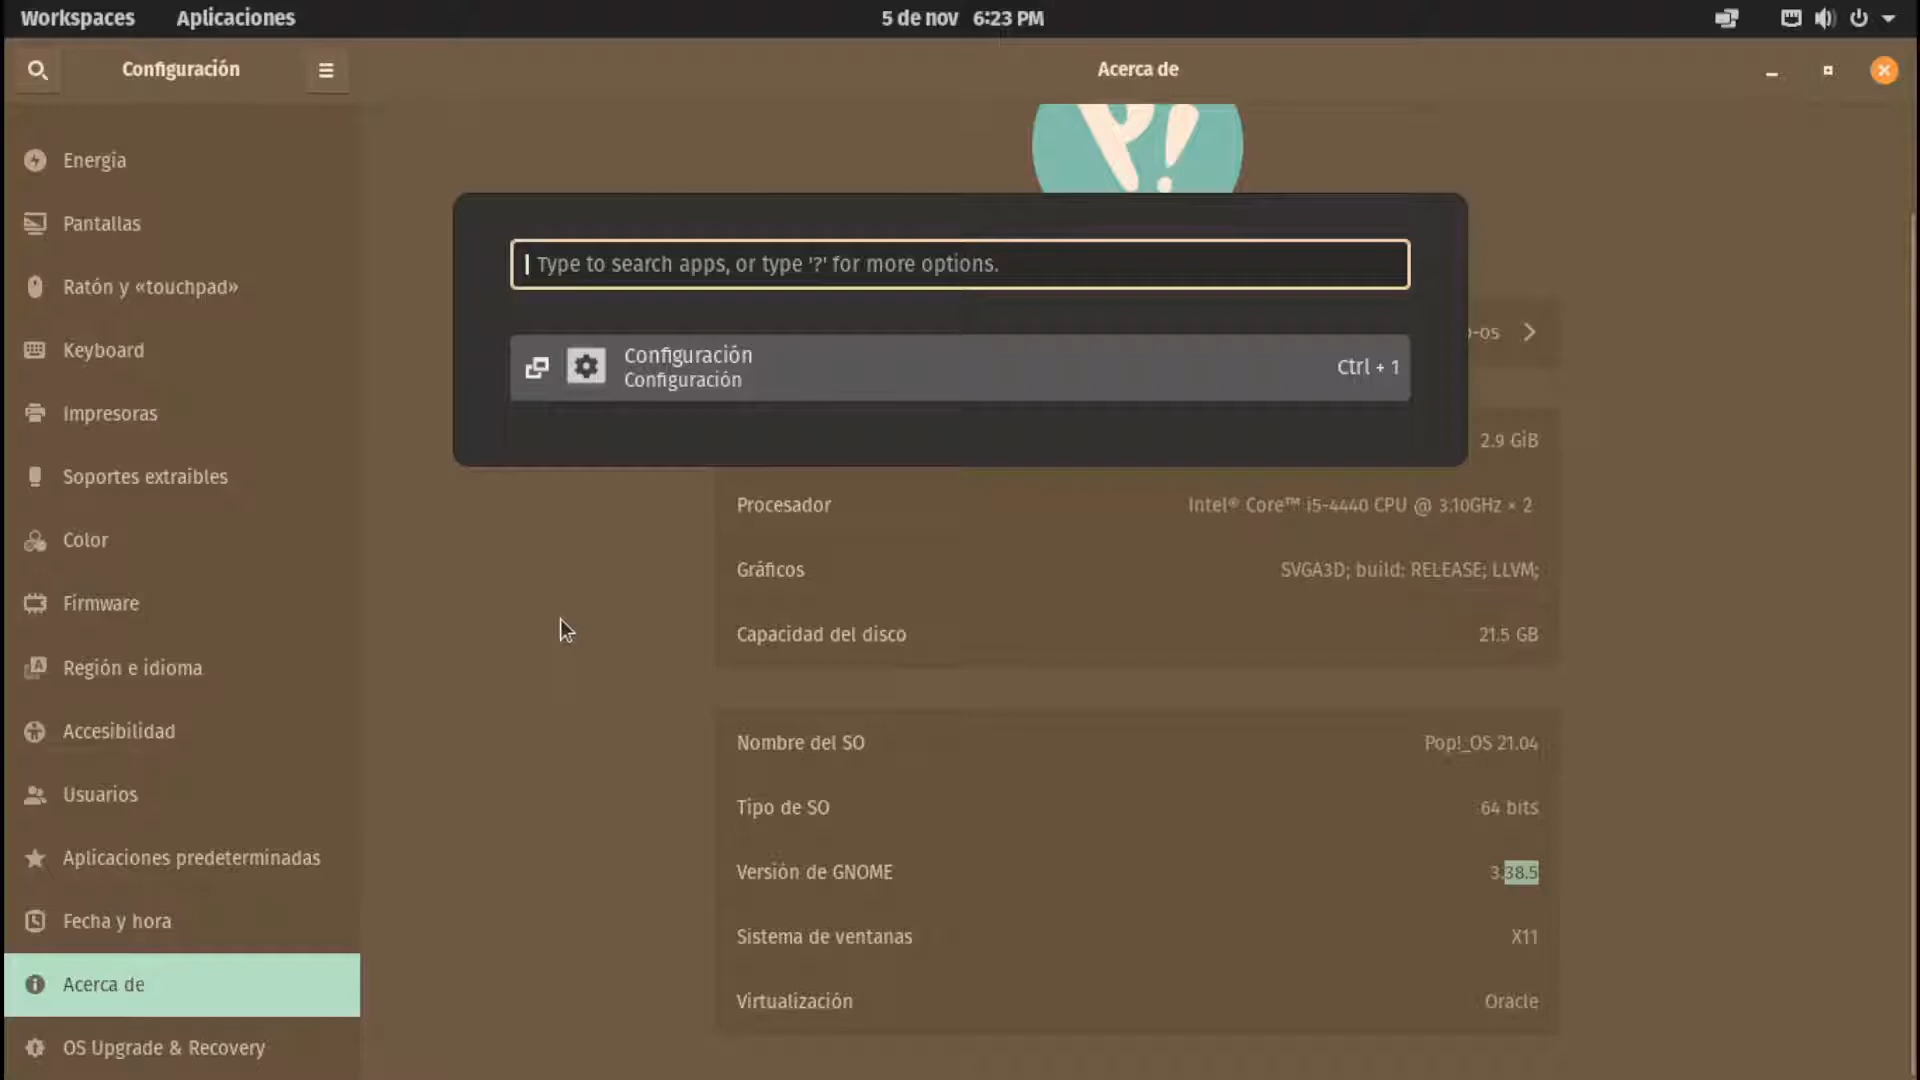 Workspaces Aplicaciones 5 de nov 6:23 PM
Configuración Acerca de
Type to search apps, or type '?' for more options.
Configuración
Configuración
Ctrl + 1
Energía
Pantallas
Ratón y «touchpad»
Keyboard
Impresoras
Soportes extraíbles
Color
Firmware
Región e idioma
Accesibilidad
Usuarios
Aplicaciones predeterminadas
Fecha y hora
Acerca de
OS Upgrade & Recovery
-os
2.9 GiB
Procesador Intel® Core™ i5-4440 CPU @ 3.10GHz × 2
Gráficos SVGA3D; build: RELEASE; LLVM;
Capacidad del disco 21.5 GB
Nombre del SO Pop!_OS 21.04
Tipo de SO 64 bits
Versión de GNOME 3.38.5
Sistema de ventanas X11
Virtualización Oracle